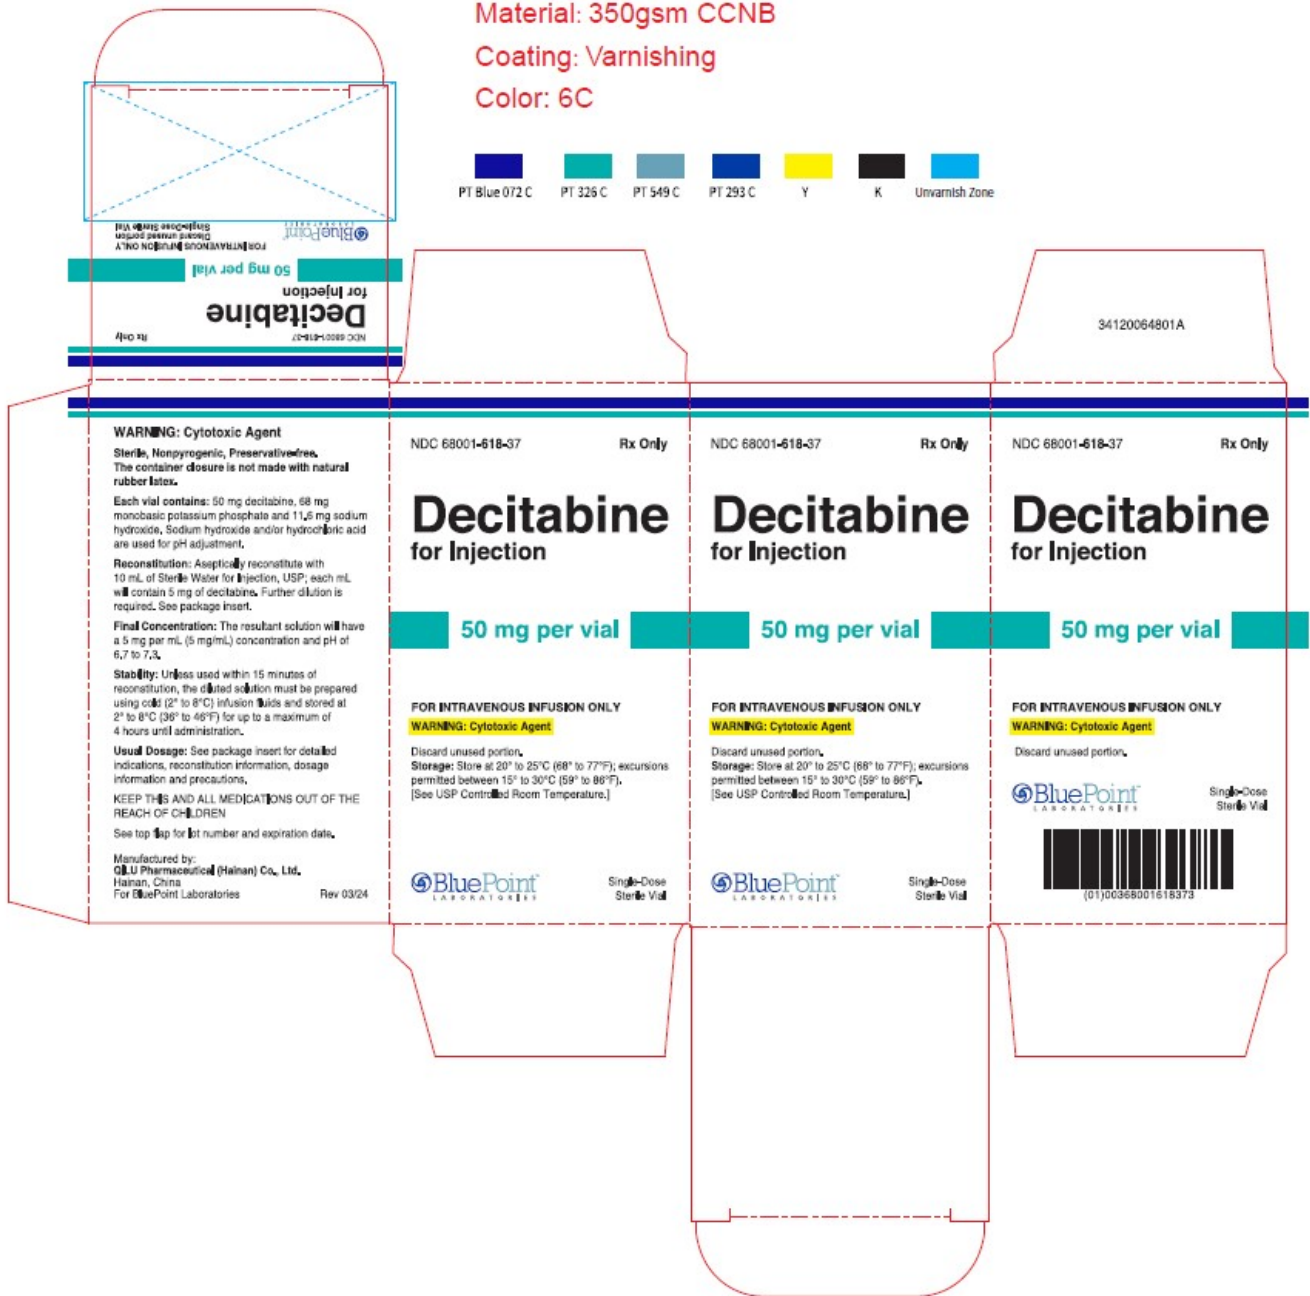 Material: 350gsm CCNB
Coating: Varnishing
Color: 6C
PT Blue 072 C
PT 326 C
PT 549 C
PT 293 C
Y
K
Unvarnish Zone
NDC 68001-618-37
Rx Only
Decitabine
for Injection
50 mg per vial
FOR INTRAVENOUS INFUSION ONLY
Discard unused portion
Single-Dose Sterile Vial
BluePoint
LABORATORIES
34120064801A
WARNING: Cytotoxic Agent
Sterile, Nonpyrogenic, Preservative-free.
The container closure is not made with natural
rubber latex.
Each vial contains: 50 mg decitabine, 68 mg
monobasic potassium phosphate and 11.6 mg sodium
hydroxide. Sodium hydroxide and/or hydrochloric acid
are used for pH adjustment.
Reconstitution: Aseptically reconstitute with
10 mL of Sterile Water for Injection, USP; each mL
will contain 5 mg of decitabine. Further dilution is
required. See package insert.
Final Concentration: The resultant solution will have
a 5 mg per mL (5 mg/mL) concentration and pH of
6.7 to 7.3.
Stability: Unless used within 15 minutes of
reconstitution, the diluted solution must be prepared
using cold (2° to 8°C) infusion fluids and stored at
2° to 8°C (36° to 46°F) for up to a maximum of
4 hours until administration.
Usual Dosage: See package insert for detailed
indications, reconstitution information, dosage
information and precautions.
KEEP THIS AND ALL MEDICATIONS OUT OF THE
REACH OF CHILDREN
See top flap for lot number and expiration date.
Manufactured by:
QILU Pharmaceutical (Hainan) Co., Ltd.
Hainan, China
For BluePoint Laboratories
Rev 03/24
NDC 68001-618-37
Rx Only
Decitabine
for Injection
50 mg per vial
FOR INTRAVENOUS INFUSION ONLY
WARNING: Cytotoxic Agent
Discard unused portion.
Storage: Store at 20° to 25°C (68° to 77°F); excursions
permitted between 15° to 30°C (59° to 86°F).
[See USP Controlled Room Temperature.]
BluePoint™
LABORATORIES
Single-Dose
Sterile Vial
NDC 68001-618-37
Rx Only
Decitabine
for Injection
50 mg per vial
FOR INTRAVENOUS INFUSION ONLY
WARNING: Cytotoxic Agent
Discard unused portion.
Storage: Store at 20° to 25°C (68° to 77°F); excursions
permitted between 15° to 30°C (59° to 86°F).
[See USP Controlled Room Temperature.]
BluePoint™
LABORATORIES
Single-Dose
Sterile Vial
NDC 68001-618-37
Rx Only
Decitabine
for Injection
50 mg per vial
FOR INTRAVENOUS INFUSION ONLY
WARNING: Cytotoxic Agent
Discard unused portion.
BluePoint™
LABORATORIES
Single-Dose
Sterile Vial
(01)00368001618373